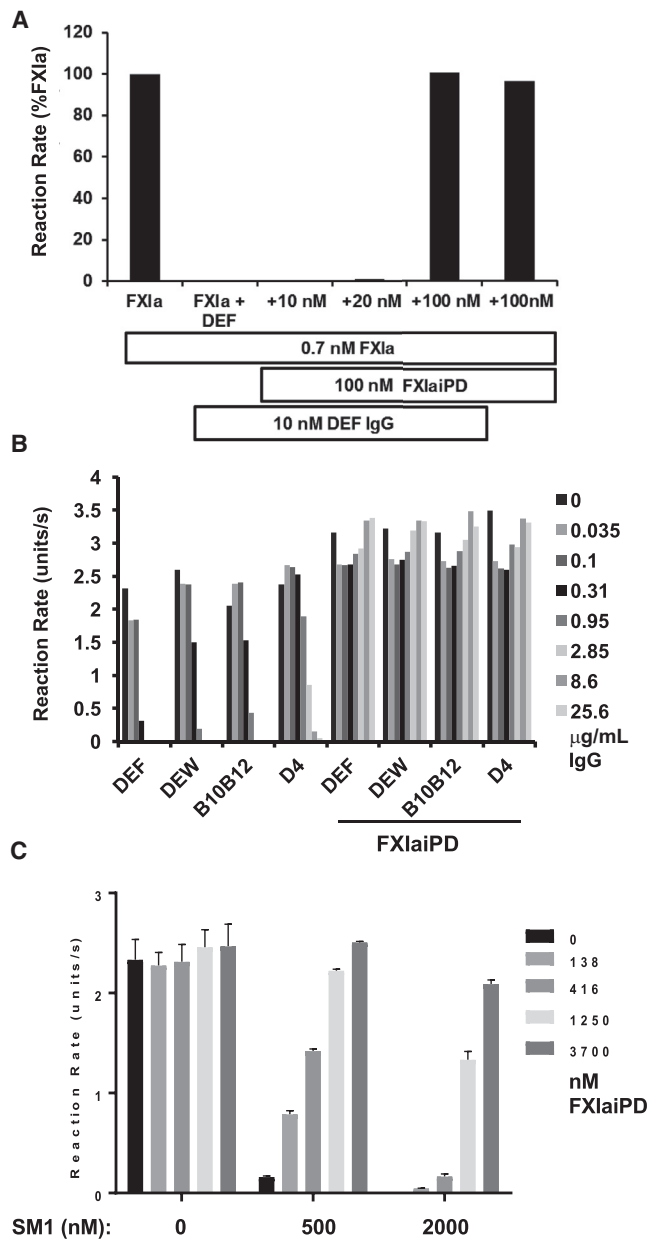 A
Reaction Rate (%FXIa)
120
100
80
60
40
20
0
FXIa
FXIa + DEF
+10 nM
+20 nM
+100 nM
+100nM
0.7 nM FXIa
100 nM FXIaiPD
10 nM DEF IgG
B
Reaction Rate (units/s)
4
3.5
3
2.5
2
1.5
1
0.5
0
DEF
DEW
B10B12
D4
DEF
DEW
B10B12
D4
FXIaiPD
0
0.035
0.1
0.31
0.95
2.85
8.6
25.6
µg/mL
IgG
C
Reaction Rate (units/s)
3
2
1
0
SM1 (nM): 0 500 2000
0
138
416
1250
3700
nM
FXIaiPD